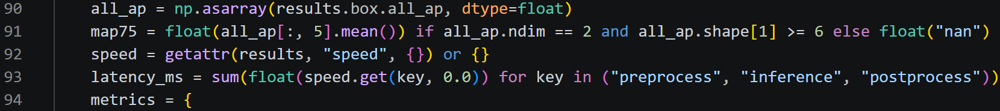 90 all_ap = np.asarray(results.box.all_ap, dtype=float)
91 map75 = float(all_ap[:, 5].mean()) if all_ap.ndim == 2 and all_ap.shape[1] >= 6 else float("nan")
92 speed = getattr(results, "speed", {}) or {}
93 latency_ms = sum(float(speed.get(key, 0.0)) for key in ("preprocess", "inference", "postprocess"))
94 metrics = {